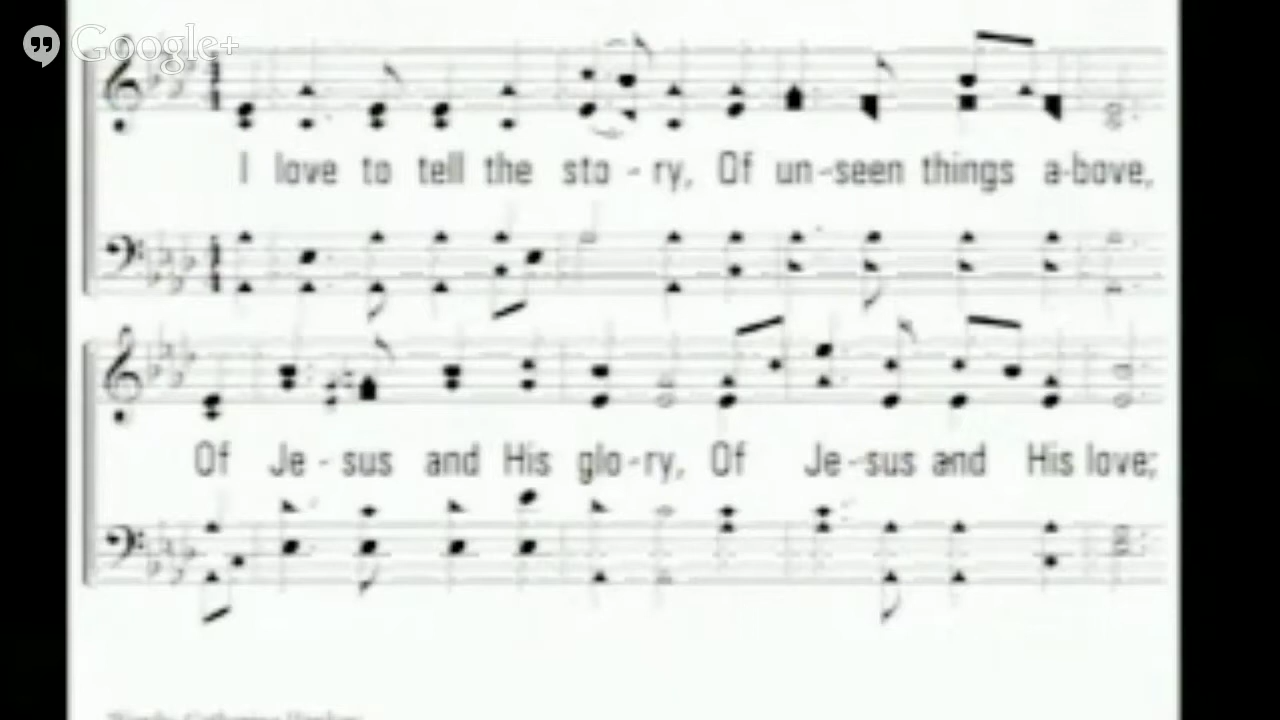 Google+
I love to tell the sto-ry, Of un-seen things a-bove,
Of Je-sus and His glo-ry, Of Je-sus and His love;